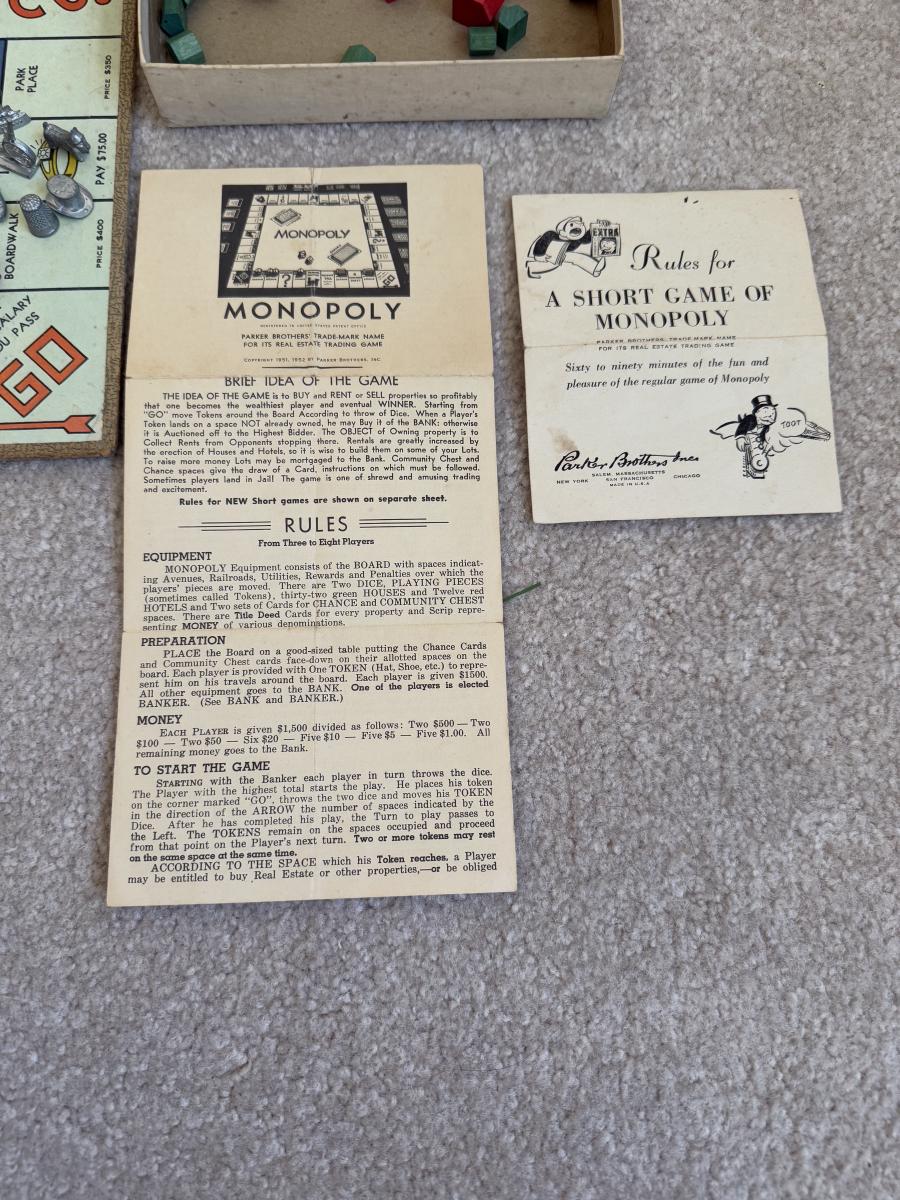 CO.
PARK
PLACE
PRICE $350
PAY $75.00
BOARDWALK
PRICE $400
SALARY
YOU PASS
GO
MONOPOLY
GO
MONOPOLY
REGISTERED IN UNITED STATES PATENT OFFICE
PARKER BROTHERS' TRADE-MARK NAME
FOR ITS REAL ESTATE TRADING GAME
COPYRIGHT 1951, 1952 BY PARKER BROTHERS, INC.
BRIEF IDEA OF THE GAME
THE IDEA OF THE GAME is to BUY and RENT or SELL properties so profitably
that one becomes the wealthiest player and eventual WINNER. Starting from
"GO" move Tokens around the Board According to throw of Dice. When a Player's
Token lands on a space NOT already owned, he may Buy it of the BANK: otherwise
it is Auctioned off to the Highest Bidder. The OBJECT of Owning property is to
Collect Rents from Opponents stopping there. Rentals are greatly increased by
the erection of Houses and Hotels, so it is wise to build them on some of your Lots.
To raise more money Lots may be mortgaged to the Bank. Community Chest and
Chance spaces give the draw of a Card, instructions on which must be followed.
Sometimes players land in Jail! The game is one of shrewd and amusing trading
and excitement.
Rules for NEW Short games are shown on separate sheet.
RULES
From Three to Eight Players
EQUIPMENT
MONOPOLY Equipment consists of the BOARD with spaces indicat-
ing Avenues, Railroads, Utilities, Rewards and Penalties over which the
players' pieces are moved. There are Two DICE, PLAYING PIECES
(sometimes called Tokens), thirty-two green HOUSES and Twelve red
HOTELS and Two sets of Cards for CHANCE and COMMUNITY CHEST
spaces. There are Title Deed Cards for every property and Scrip repre-
senting MONEY of various denominations.
PREPARATION
PLACE the Board on a good-sized table putting the Chance Cards
and Community Chest cards face-down on their allotted spaces on the
board. Each player is provided with One TOKEN (Hat, Shoe, etc.) to repre-
sent him on his travels around the board. Each player is given $1500.
All other equipment goes to the BANK. One of the players is elected
BANKER. (See BANK and BANKER.)
MONEY
EACH PLAYER is given $1,500 divided as follows: Two $500 — Two
$100 — Two $50 — Six $20 — Five $10 — Five $5 — Five $1.00. All
remaining money goes to the Bank.
TO START THE GAME
STARTING with the Banker each player in turn throws the dice.
The Player with the highest total starts the play. He places his token
on the corner marked "GO", throws the two dice and moves his TOKEN
in the direction of the ARROW the number of spaces indicated by the
Dice. After he has completed his play, the Turn to play passes to
the Left. The TOKENS remain on the spaces occupied and proceed
from that point on the Player's next turn. Two or more tokens may rest
on the same space at the same time.
ACCORDING TO THE SPACE which his Token reaches, a Player
may be entitled to buy Real Estate or other properties,—or be obliged
EXTRA
Rules for
A SHORT GAME OF
MONOPOLY
PARKER BROTHERS TRADE-MARK NAME
FOR ITS REAL ESTATE TRADING GAME
Sixty to ninety minutes of the fun and
pleasure of the regular game of Monopoly
TOOT
Parker Brothers Inc
SALEM, MASSACHUSETTS
NEW YORK SAN FRANCISCO CHICAGO
MADE IN U.S.A